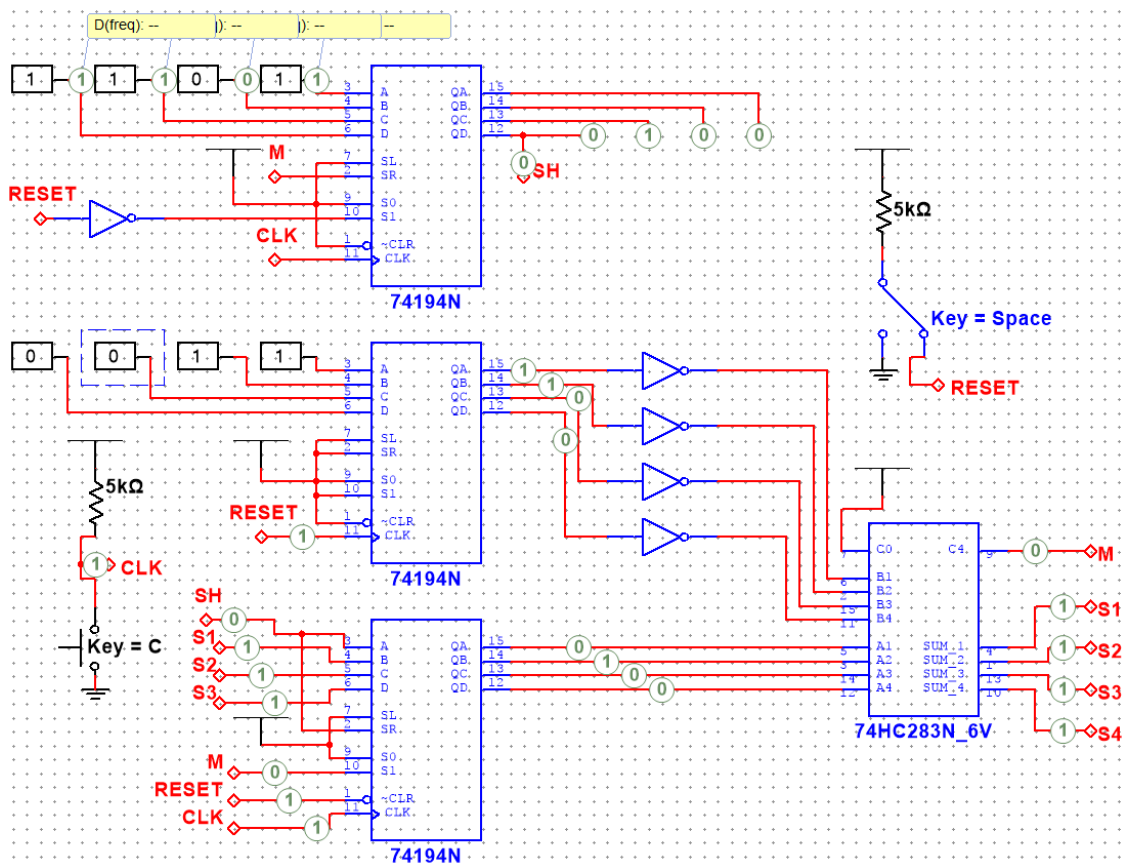 D(freq): -- ): -- ): -- --
1 1 1 1 0 0 1 1
3 A QA. 15
4 B QB. 14
5 C QC. 13
6 D QD. 12
0 1 0 0
0
SH
M
7 SL.
2 SR.
RESET
9 S0.
10 S1.
CLK
1 ~CLR
11 CLK.
74194N
5kΩ
Key = Space
RESET
0 0 1 1
3 A QA. 15 1
4 B QB. 14 1
5 C QC. 13 0
6 D QD. 12 0
7 SL.
2 SR.
9 S0.
10 S1.
5kΩ
RESET
1
1 ~CLR
11 CLK.
74194N
1
CLK
Key = C
7 C0 C4. 9 0 M
6 B1
2 B2
15 B3
11 B4
5 A1 SUM_1. 4 1 S1
3 A2 SUM_2. 1 1 S2
14 A3 SUM_3. 13 1 S3
12 A4 SUM_4. 10 1 S4
74HC283N_6V
SH 0
S1 1
S2 1
S3 1
3 A QA. 15 0
4 B QB. 14 1
5 C QC. 13 0
6 D QD. 12 0
7 SL.
2 SR.
9 S0.
M 0 10 S1.
RESET 1 1 ~CLR
CLK 1 11 CLK.
74194N